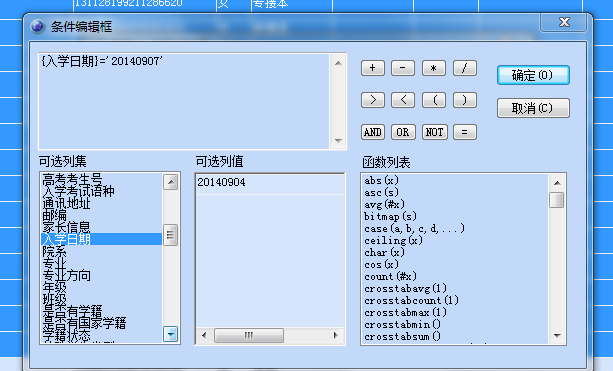 131128199211286620 女 专接本
条件编辑框
{入学日期}='20140907'
+ - * /
> < ( )
AND OR NOT =
确定(O)
取消(C)
可选列集
高考考生号
入学考试语种
通讯地址
邮编
家长信息
入学日期
院系
专业
专业方向
年级
班级
是否有学籍
是否有国家学籍
学籍状态
可选列值
20140904
函数列表
abs(x)
asc(s)
avg(#x)
bitmap(s)
case(a,b,c,d,...)
ceiling(x)
char(x)
cos(x)
count(#x)
crosstabavg(1)
crosstabcount(1)
crosstabmax(1)
crosstabmin()
crosstabsum()